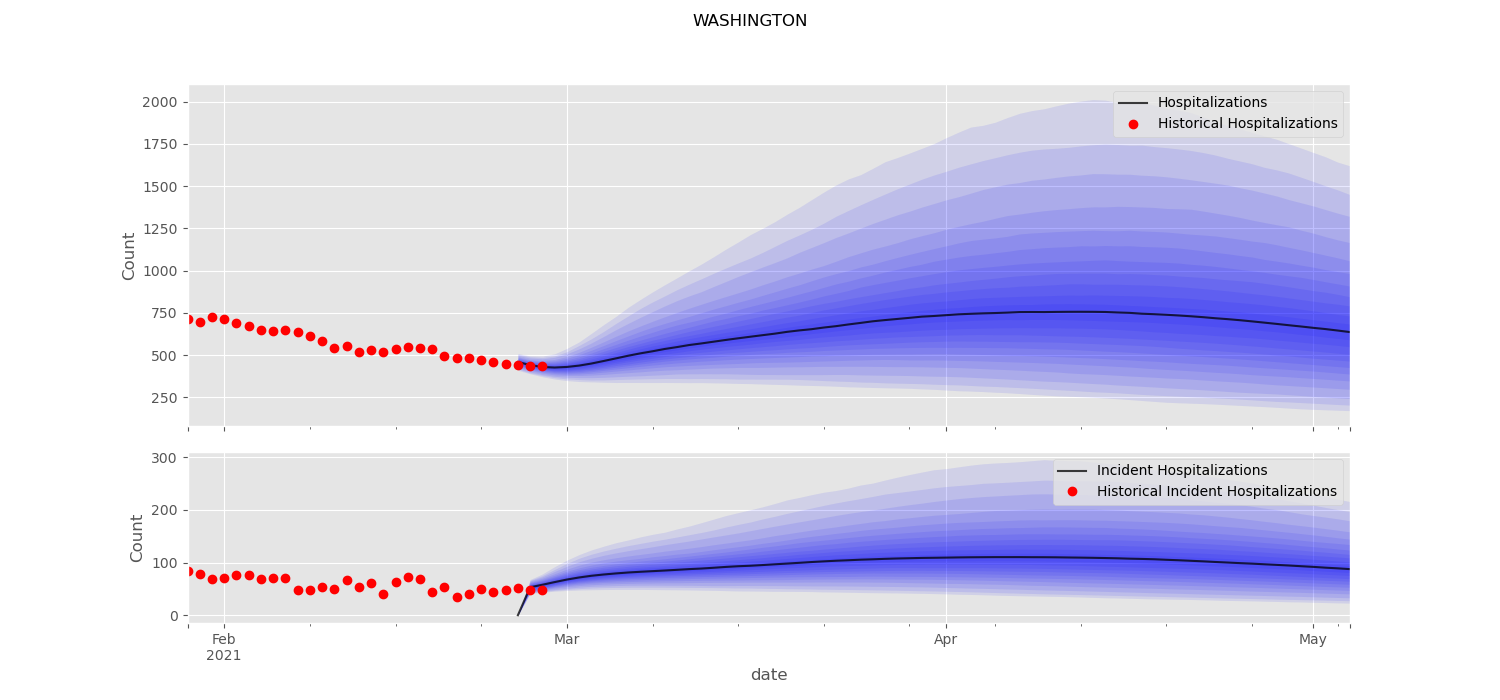 WASHINGTON
Count
2000
1750
1500
1250
1000
750
500
250
Hospitalizations
Historical Hospitalizations
Count
300
200
100
0
Incident Hospitalizations
Historical Incident Hospitalizations
Feb
2021
Mar
Apr
May
date